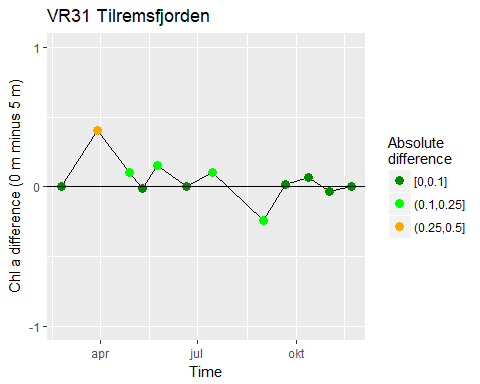 VR31 Tilremsfjorden
Chl a difference (0 m minus 5 m)
1
0
-1
apr
jul
okt
Time
Absolute
difference
[0,0.1]
(0.1,0.25]
(0.25,0.5]